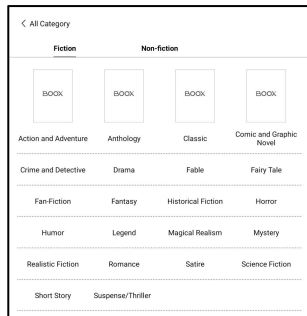 All Category
Fiction Non-fiction
BOOX BOOX BOOX BOOX
Action and Adventure Anthology Classic Comic and Graphic
Novel
Crime and Detective Drama Fable Fairy Tale
Fan-Fiction Fantasy Historical Fiction Horror
Humor Legend Magical Realism Mystery
Realistic Fiction Romance Satire Science Fiction
Short Story Suspense/Thriller